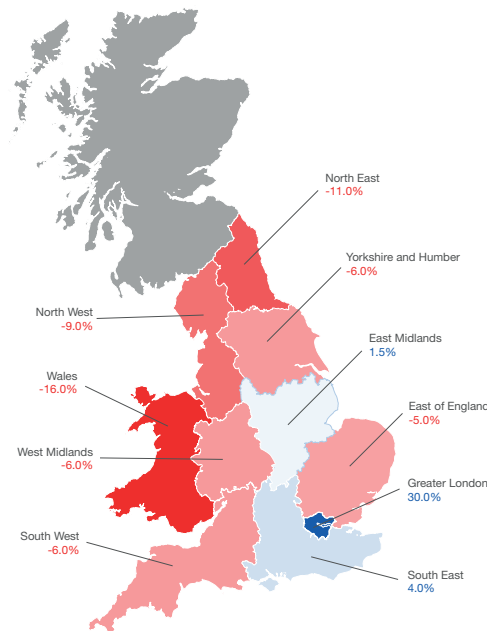 North East
-11.0%
Yorkshire and Humber
-6.0%
North West
-9.0%
East Midlands
1.5%
Wales
-16.0%
East of England
-5.0%
West Midlands
-6.0%
Greater London
30.0%
South West
-6.0%
South East
4.0%